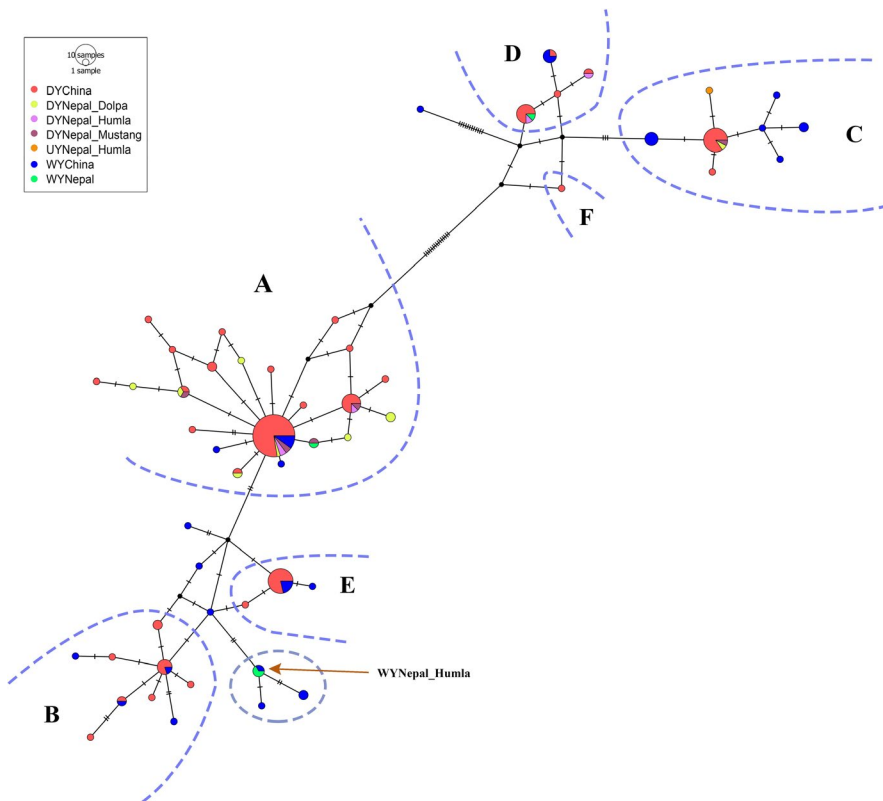 10 samples
1 sample
DYChina
DYNepal_Dolpa
DYNepal_Humla
DYNepal_Mustang
UYNepal_Humla
WYChina
WYNepal
D
C
F
A
E
WYNepal_Humla
B